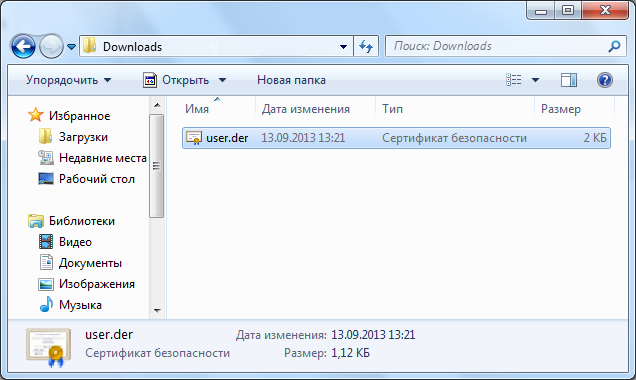 Downloads
Поиск: Downloads
Упорядочить Открыть Новая папка
Имя Дата изменения Тип Размер
user.der 13.09.2013 13:21 Сертификат безопасности 2 КБ
Избранное
Загрузки
Недавние места
Рабочий стол
Библиотеки
Видео
Документы
Изображения
Музыка
user.der Дата изменения: 13.09.2013 13:21
Сертификат безопасности Размер: 1,12 КБ